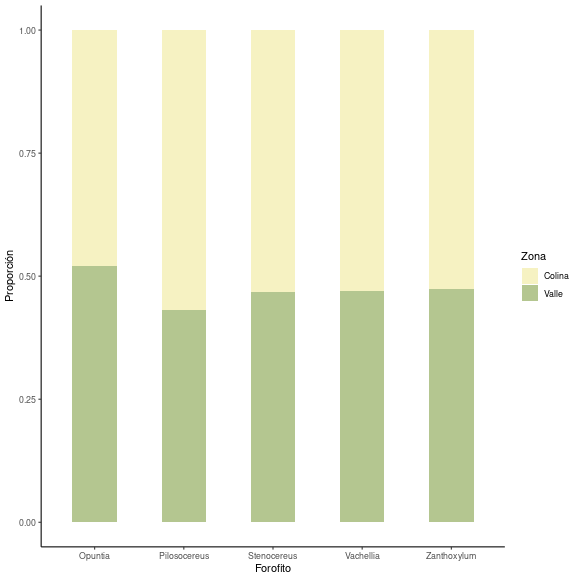 Proporción
1.00
0.75
0.50
0.25
0.00
Opuntia Pilosocereus Stenocereus Vachellia Zanthoxylum
Forofito
Zona
Colina
Valle